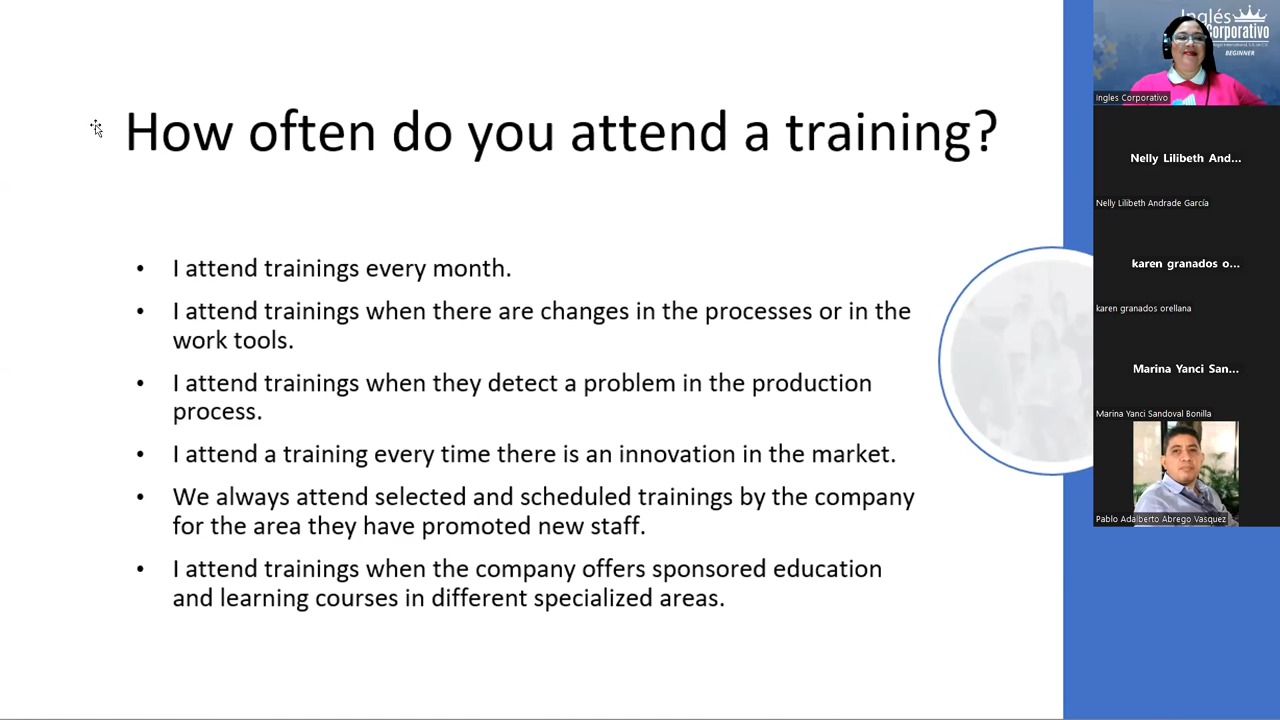 How often do you attend a training?
• I attend trainings every month.
• I attend trainings when there are changes in the processes or in the
work tools.
• I attend trainings when they detect a problem in the production
process.
• I attend a training every time there is an innovation in the market.
• We always attend selected and scheduled trainings by the company
for the area they have promoted new staff.
• I attend trainings when the company offers sponsored education
and learning courses in different specialized areas.
Inglés
Corporativo
BEGINNER
Ingles Corporativo
Nelly Lilibeth And...
Nelly Lilibeth Andrade García
karen granados o...
karen granados orellana
Marina Yanci San...
Marina Yanci Sandoval Bonilla
Pablo Adalberto Abrego Vasquez